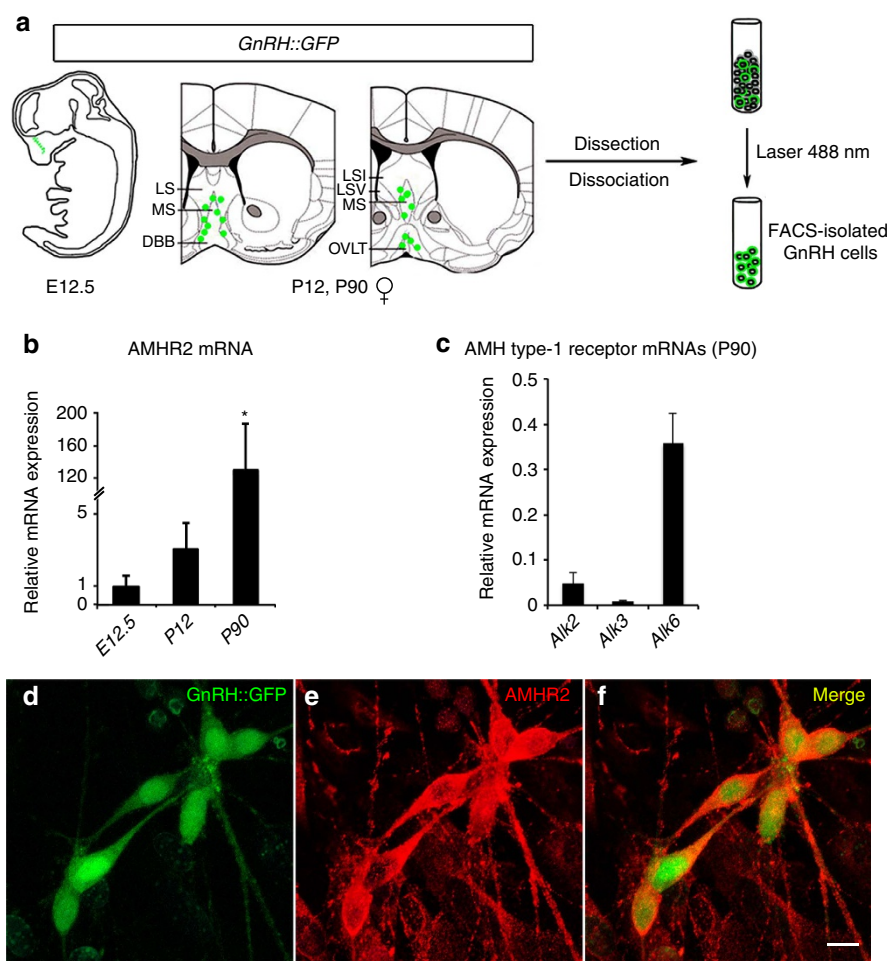 a
GnRH::GFP
LS
MS
DBB
LSI
LSV
MS
OVLT
E12.5
P12, P90 ♀
Dissection
Dissociation
Laser 488 nm
FACS-isolated
GnRH cells
b
AMHR2 mRNA
Relative mRNA expression
200
160
120
5
1
0
*
E12.5
P12
P90
c
AMH type-1 receptor mRNAs (P90)
Relative mRNA expression
0.5
0.4
0.3
0.2
0.1
0
Alk2
Alk3
Alk6
d
GnRH::GFP
e
AMHR2
f
Merge